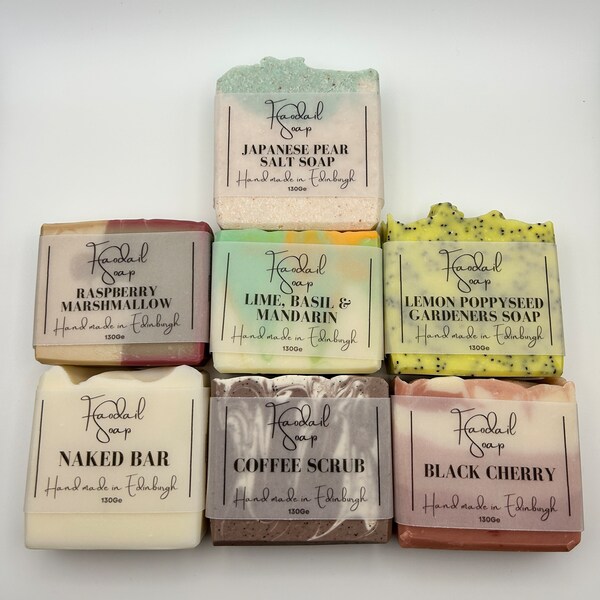 Faodail
Soap
JAPANESE PEAR
SALT SOAP
Hand made in Edinburgh
130Ge
Faodail
Soap
RASPBERRY
MARSHMALLOW
Hand made in Edinburgh
130Ge
Faodail
Soap
LIME, BASIL &
MANDARIN
Hand made in Edinburgh
130Ge
Faodail
Soap
LEMON POPPYSEED
GARDENERS SOAP
Hand made in Edinburgh
130Ge
Faodail
Soap
NAKED BAR
Hand made in Edinburgh
130Ge
Faodail
Soap
COFFEE SCRUB
Hand made in Edinburgh
130Ge
Faodail
Soap
BLACK CHERRY
Hand made in Edinburgh
130Ge